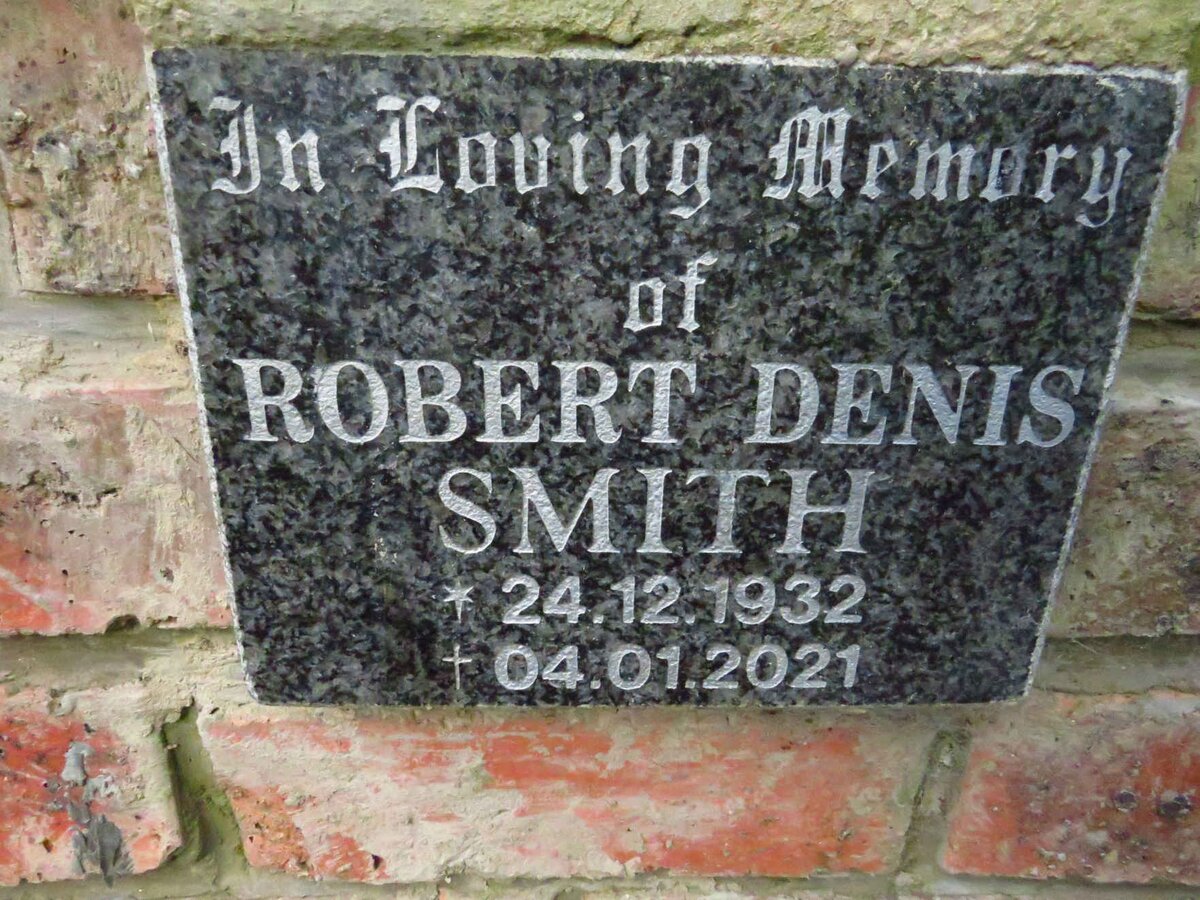 In Loving Memory
of
ROBERT DENIS
SMITH
* 24.12.1932
† 04.01.2021